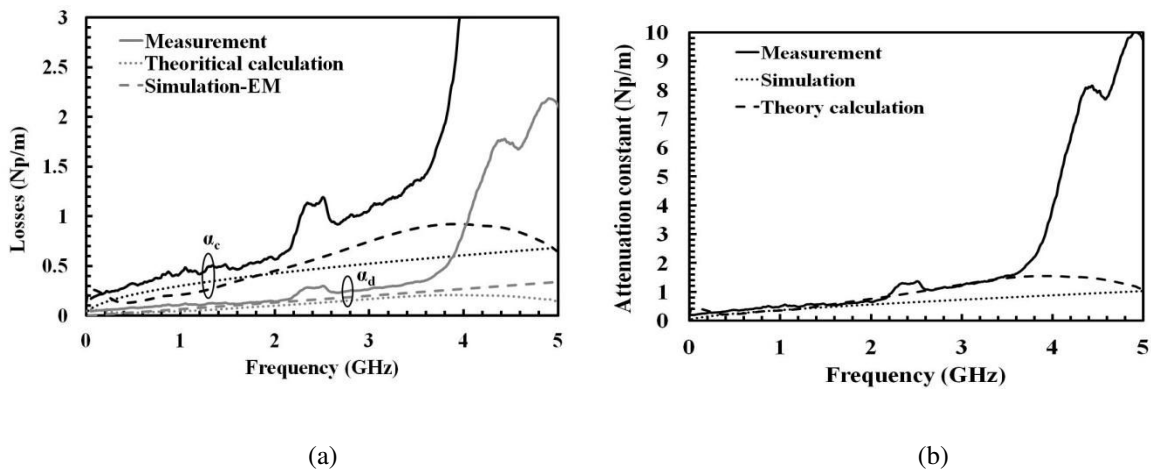 3
2.5
2
1.5
1
0.5
0
Losses (Np/m)
Measurement
Theoritical calculation
Simulation-EM
αc
αd
0 1 2 3 4 5
Frequency (GHz)
(a)
10
9
8
7
6
5
4
3
2
1
0
Attenuation constant (Np/m)
Measurement
Simulation
Theory calculation
0 1 2 3 4 5
Frequency (GHz)
(b)